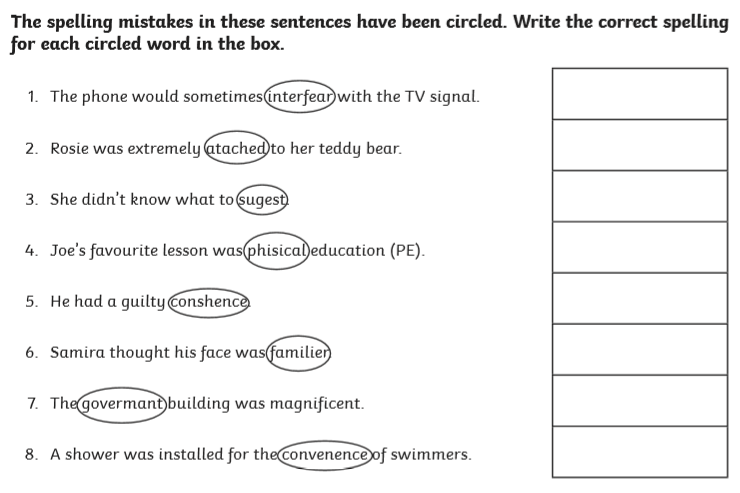 The spelling mistakes in these sentences have been circled. Write the correct spelling
for each circled word in the box.
1. The phone would sometimes interfear with the TV signal.
2. Rosie was extremely atached to her teddy bear.
3. She didn't know what to sugest.
4. Joe's favourite lesson was phisical education (PE).
5. He had a guilty conshence.
6. Samira thought his face was familier.
7. The govermant building was magnificent.
8. A shower was installed for the convenence of swimmers.